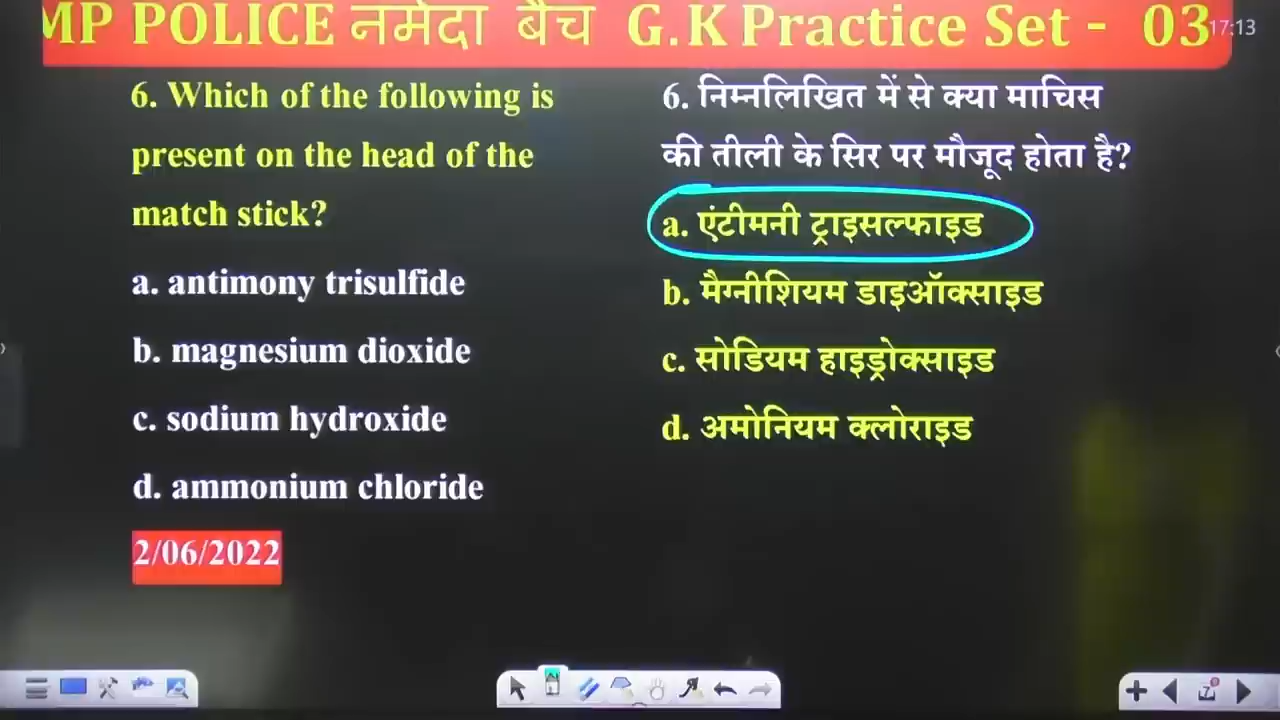 MP POLICE नर्मदा बैच G.K Practice Set - 03
17:13
6. Which of the following is
present on the head of the
match stick?
a. antimony trisulfide
b. magnesium dioxide
c. sodium hydroxide
d. ammonium chloride
2/06/2022
6. निम्नलिखित में से क्या माचिस
की तीली के सिर पर मौजूद होता है?
a. एंटीमनी ट्राइसल्फाइड
b. मैग्नीशियम डाइऑक्साइड
c. सोडियम हाइड्रोक्साइड
d. अमोनियम क्लोराइड